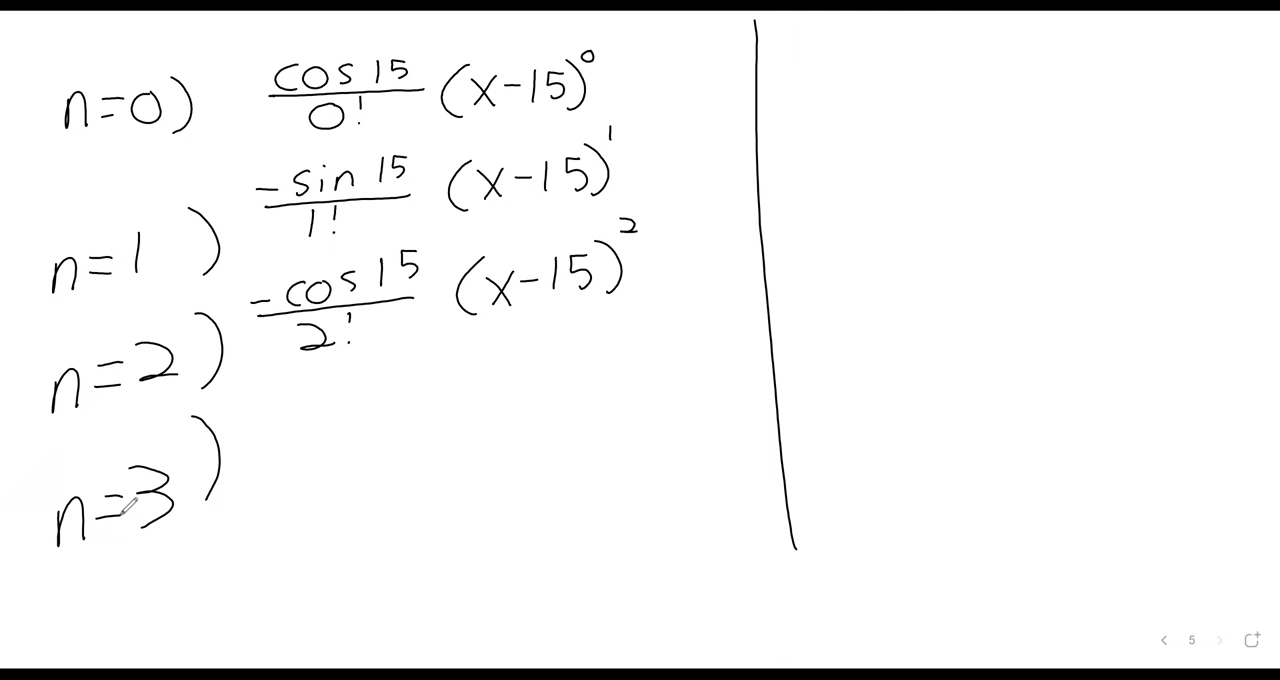 n=0) cos 15 / 0! (x-15)^0
n=1) -sin 15 / 1! (x-15)^1
n=2) -cos 15 / 2! (x-15)^2
n=3)
< 5 >